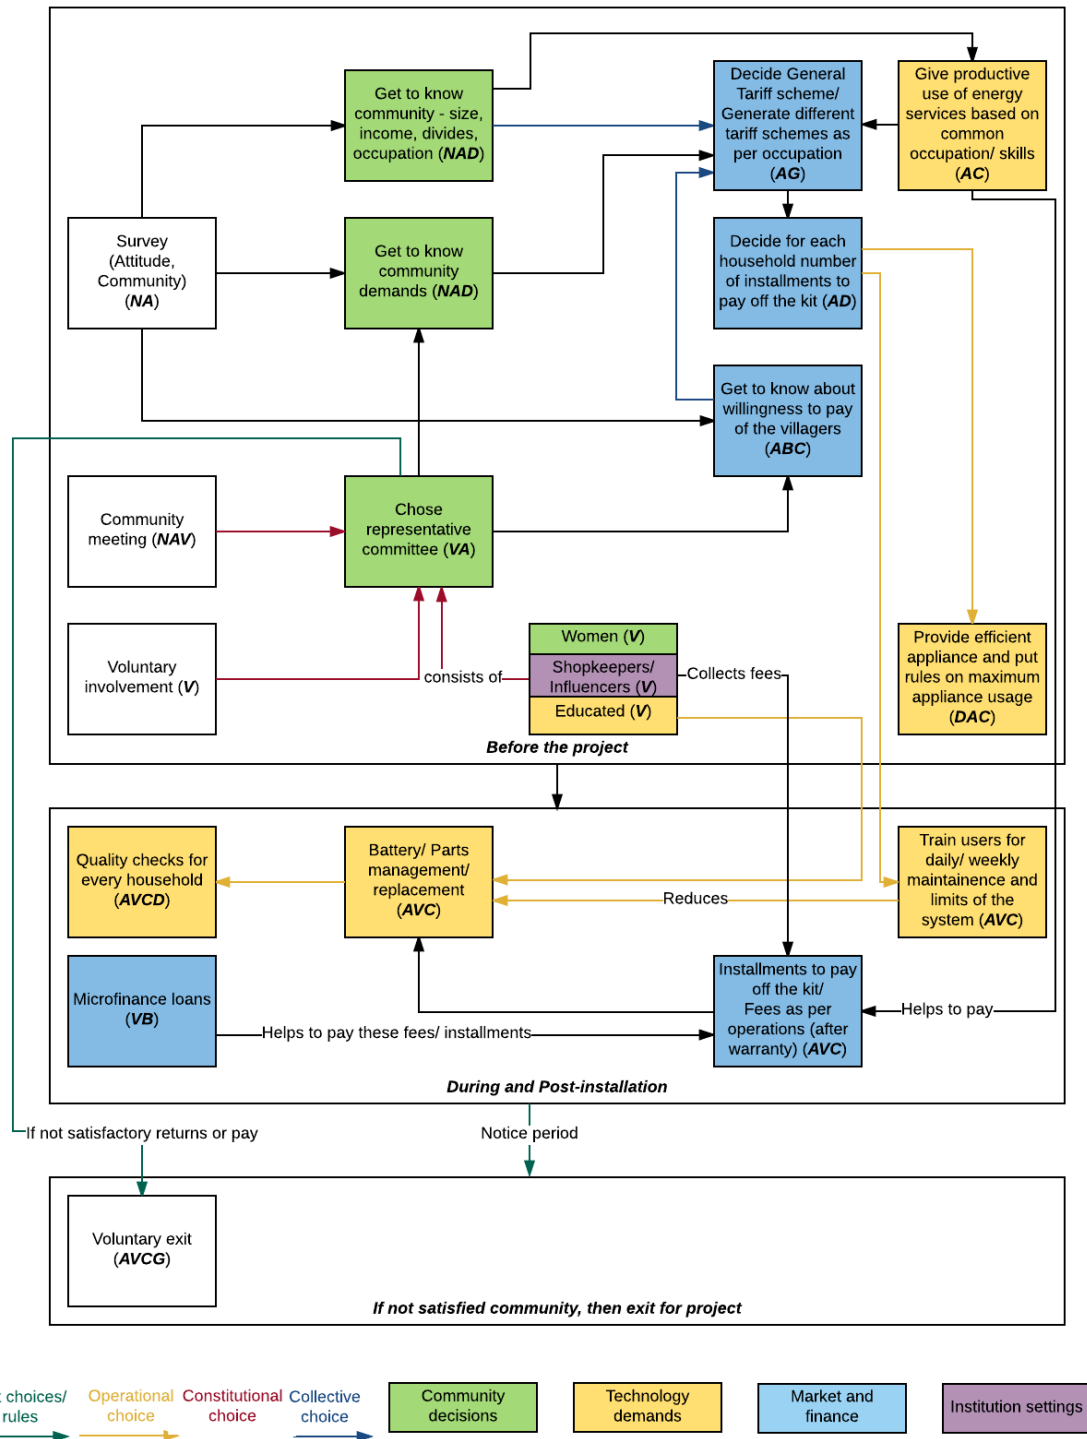 Get to know
community - size,
income, divides,
occupation (NAD)
Decide General
Tariff scheme/
Generate different
tariff schemes as
per occupation
(AG)
Give productive
use of energy
services based on
common
occupation/ skills
(AC)
Survey
(Attitude,
Community)
(NA)
Get to know
community
demands (NAD)
Decide for each
household number
of installments to
pay off the kit (AD)
Get to know about
willingness to pay
of the villagers
(ABC)
Community
meeting (NAV)
Chose
representative
committee (VA)
Voluntary
involvement (V)
consists of
Women (V)
Shopkeepers/
Influencers (V)
Educated (V)
Collects fees
Provide efficient
appliance and put
rules on maximum
appliance usage
(DAC)
Before the project
Quality checks for
every household
(AVCD)
Battery/ Parts
management/
replacement
(AVC)
Reduces
Train users for
daily/ weekly
maintainence and
limits of the
system (AVC)
Microfinance loans
(VB)
Helps to pay these fees/ installments
Installments to pay
off the kit/
Fees as per
operations (after
warranty) (AVC)
Helps to pay
During and Post-installation
If not satisfactory returns or pay
Notice period
Voluntary exit
(AVCG)
If not satisfied community, then exit for project
choices/
rules
Operational
choice
Constitutional
choice
Collective
choice
Community
decisions
Technology
demands
Market and
finance
Institution settings